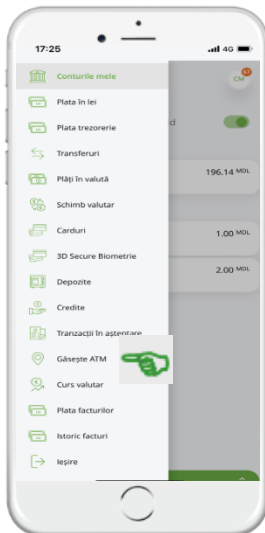 17:25
4G
Conturile mele
CM
Plata în lei
Plata trezorerie
d
Transferuri
Plăți în valută
196.14 MDL
Schimb valutar
Carduri
1.00 MDL
3D Secure Biometrie
2.00 MDL
Depozite
Credite
Tranzacții în așteptare
Găsește ATM
Curs valutar
Plata facturilor
Istoric facturi
Ieșire